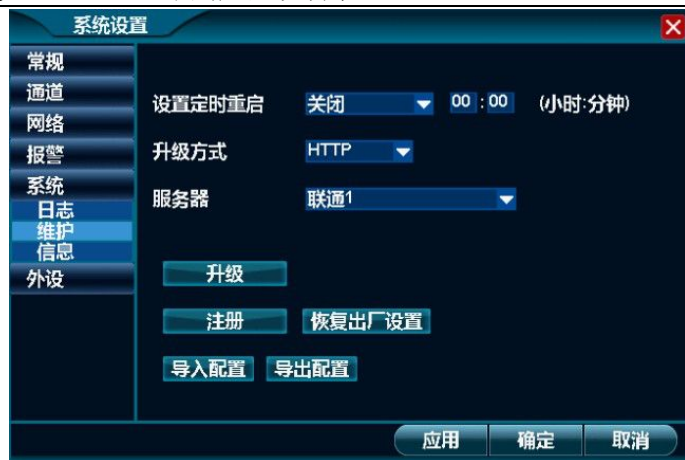 系统设置
常规
通道
网络
报警
系统
日志
维护
信息
外设
设置定时重启 关闭 00 : 00 (小时:分钟)
升级方式 HTTP
服务器 联通1
升级
注册 恢复出厂设置
导入配置 导出配置
应用 确定 取消